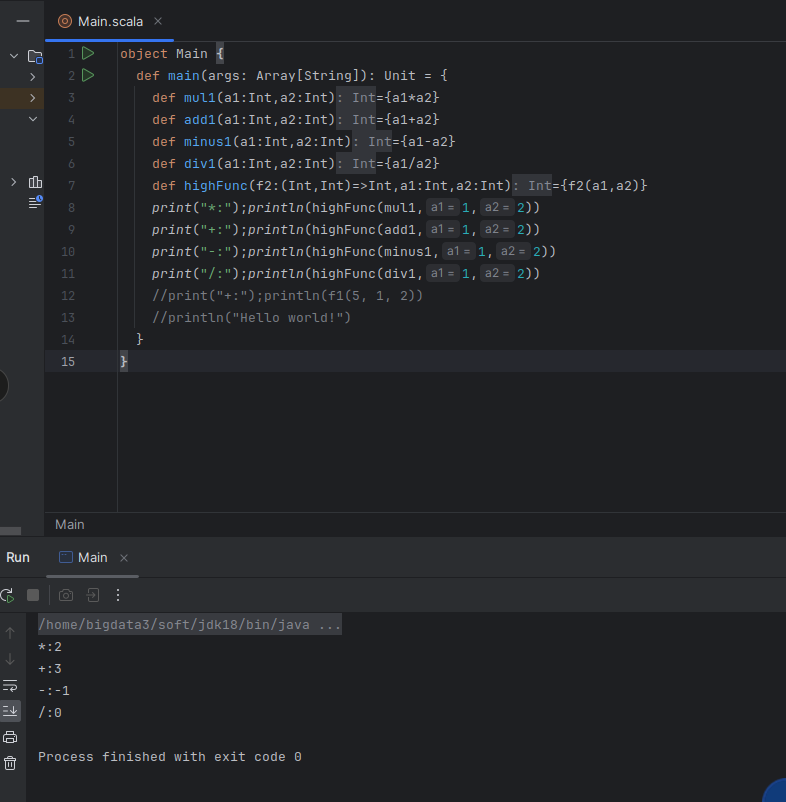 Main.scala
1 object Main {
2 def main(args: Array[String]): Unit = {
3 def mul1(a1:Int,a2:Int) : Int={a1*a2}
4 def add1(a1:Int,a2:Int) : Int={a1+a2}
5 def minus1(a1:Int,a2:Int) : Int={a1-a2}
6 def div1(a1:Int,a2:Int) : Int={a1/a2}
7 def highFunc(f2:(Int,Int)=>Int,a1:Int,a2:Int) : Int={f2(a1,a2)}
8 print("*:");println(highFunc(mul1, a1 = 1, a2 = 2))
9 print("+:");println(highFunc(add1, a1 = 1, a2 = 2))
10 print("-:");println(highFunc(minus1, a1 = 1, a2 = 2))
11 print("/:");println(highFunc(div1, a1 = 1, a2 = 2))
12 //print("+:");println(f1(5, 1, 2))
13 //println("Hello world!")
14 }
15 }
Main
Run Main
/home/bigdata3/soft/jdk18/bin/java ...
*:2
+:3
-:-1
/:0
Process finished with exit code 0